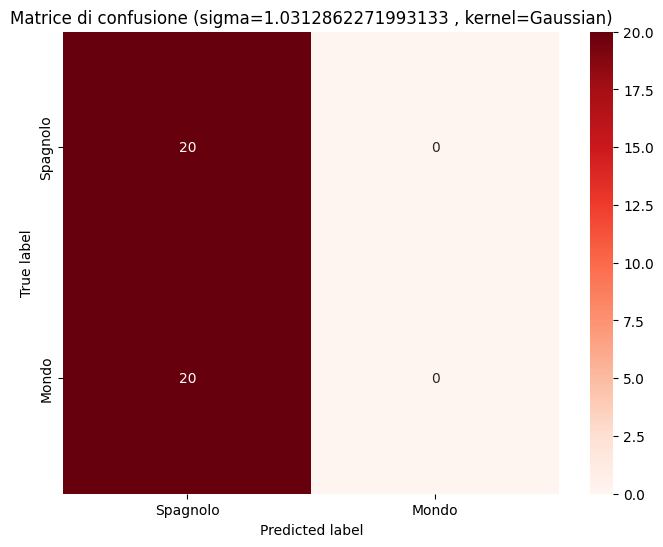 Matrice di confusione (sigma=1.0312862271993133 , kernel=Gaussian)
20.0
17.5
15.0
12.5
10.0
7.5
5.0
2.5
0.0
True label
Spagnolo
20 0
Mondo
20 0
Spagnolo Mondo
Predicted label